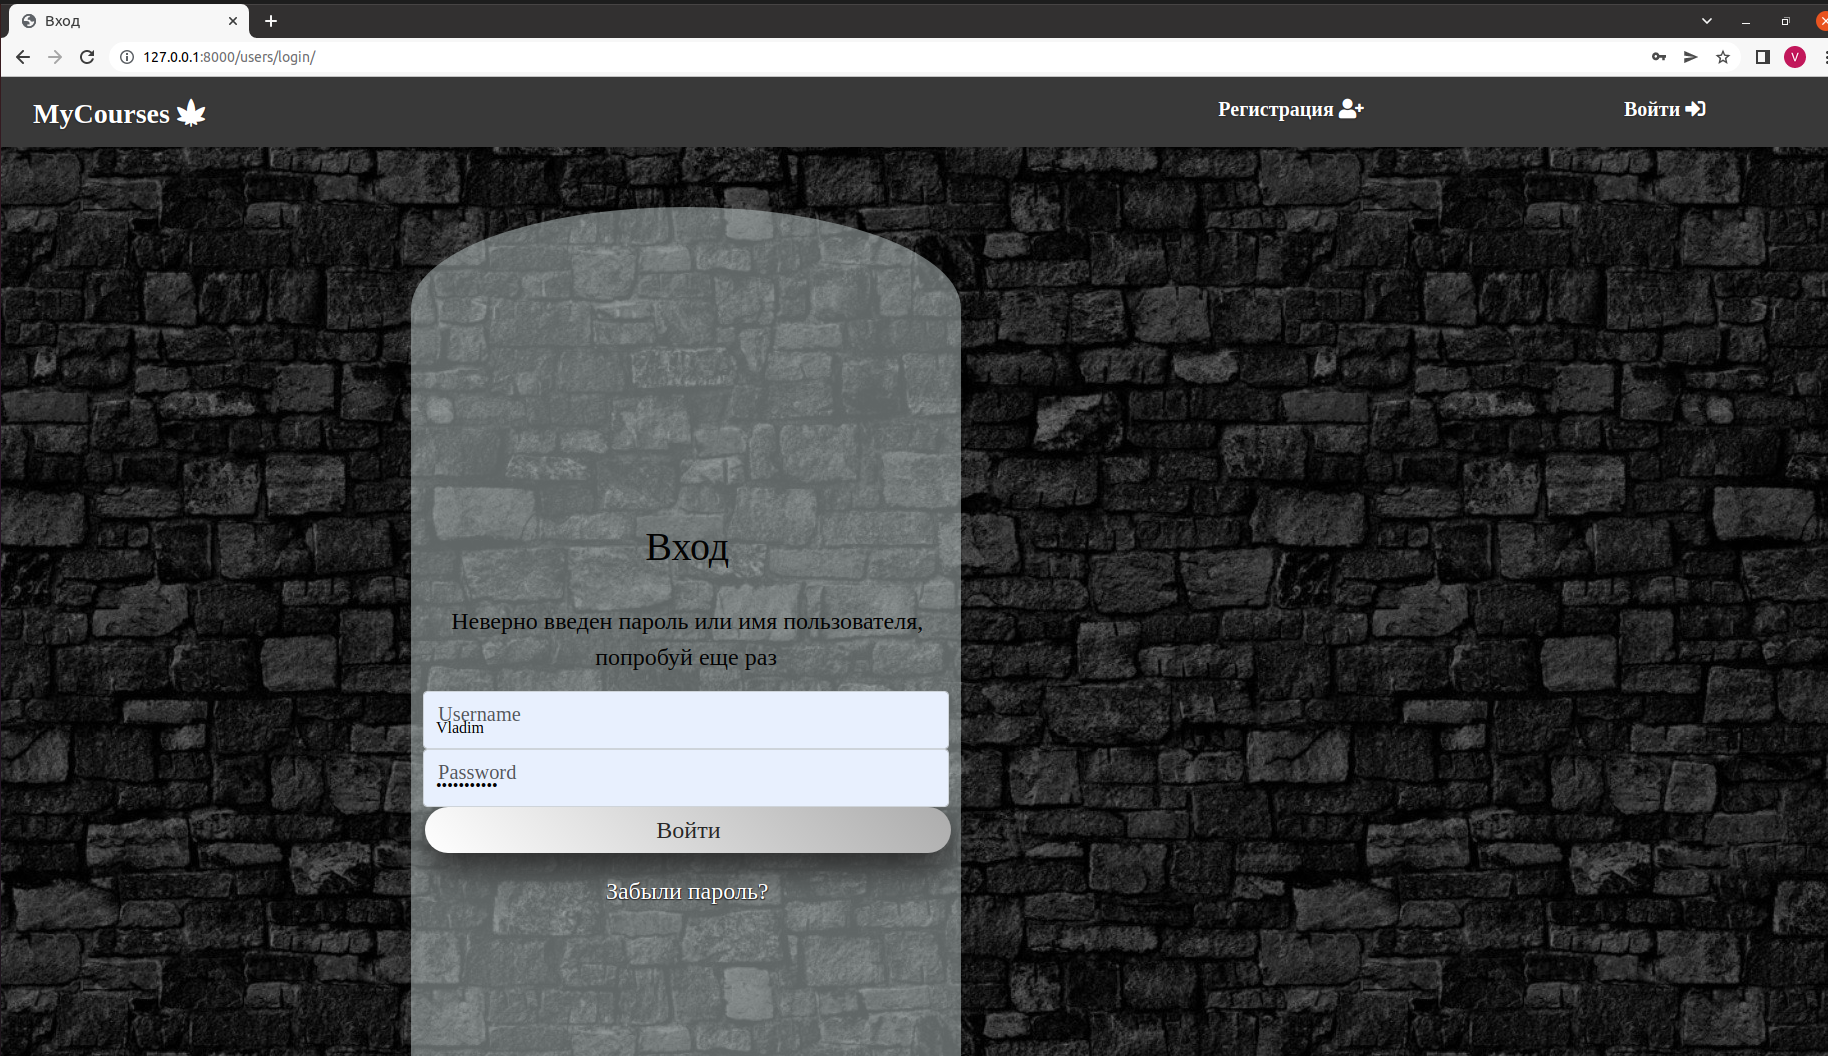 Вход
127.0.0.1:8000/users/login/
V
MyCourses
Регистрация
Войти
Вход
Неверно введен пароль или имя пользователя,
попробуй еще раз
Username
Vladim
Password
Войти
Забыли пароль?